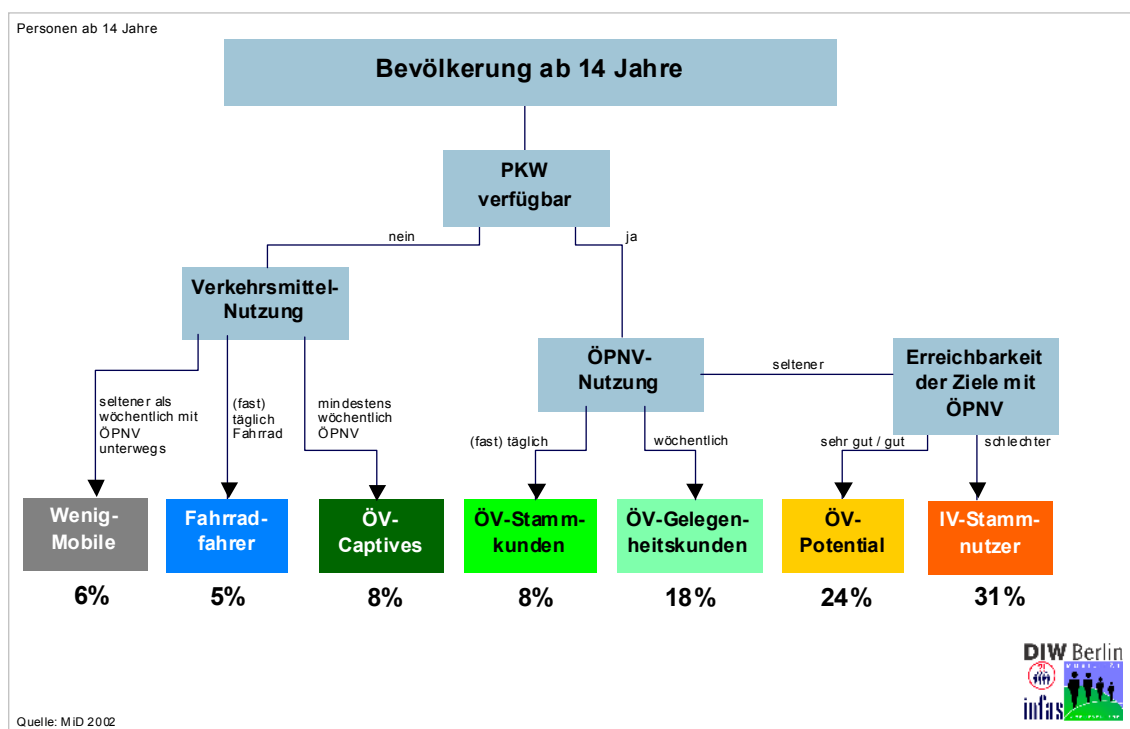 Personen ab 14 Jahre
Bevölkerung ab 14 Jahre
PKW
verfügbar
nein
ja
Verkehrsmittel-
Nutzung
ÖPNV-
Nutzung
seltener
Erreichbarkeit
der Ziele mit
ÖPNV
seltener als
wöchentlich mit
ÖPNV
unterwegs
(fast)
täglich
Fahrrad
mindestens
wöchentlich
ÖPNV
(fast) täglich
wöchentlich
sehr gut / gut
schlechter
Wenig-
Mobile
Fahrrad-
fahrer
ÖV-
Captives
ÖV-Stamm-
kunden
ÖV-Gelegen-
heitskunden
ÖV-
Potential
IV-Stamm-
nutzer
6%
5%
8%
8%
18%
24%
31%
DIW Berlin
infas
Quelle: MiD 2002